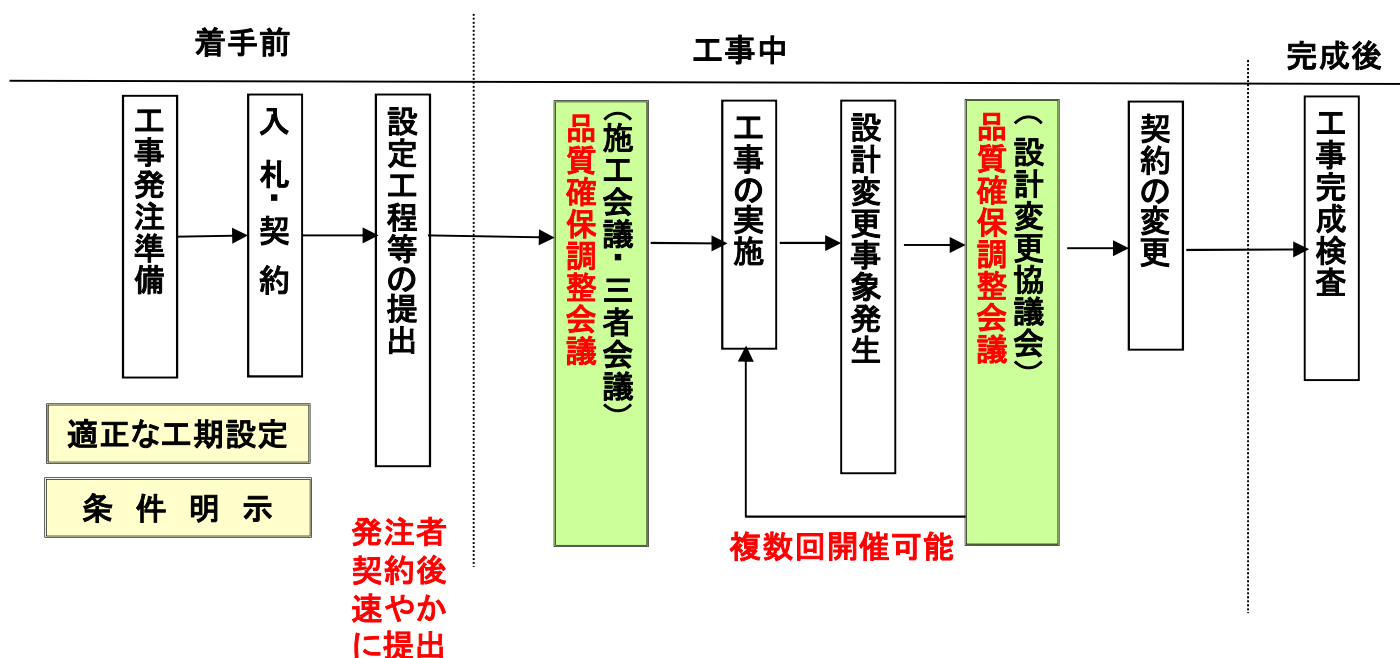 着手前
工事中
完成後
工事発注準備
入札・契約
設定工程等の提出
品質確保調整会議
（施工会議・三者会議）
工事の実施
設計変更事象発生
品質確保調整会議
（設計変更協議会）
契約の変更
工事完成検査
適正な工期設定
条件明示
発注者
契約後
速やか
に提出
複数回開催可能